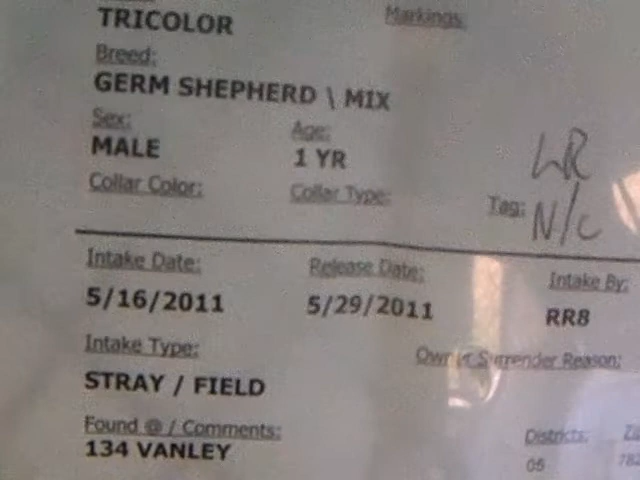 TRICOLOR Markings:
Breed:
GERM SHEPHERD \ MIX
Sex: Age:
MALE 1 YR
LR
Collar Color: Collar Type: Tag: N/C
Intake Date: Release Date: Intake By:
5/16/2011 5/29/2011 RR8
Intake Type: Owner Surrender Reason:
STRAY / FIELD
Found @ / Comments: Districts:
134 VANLEY 05